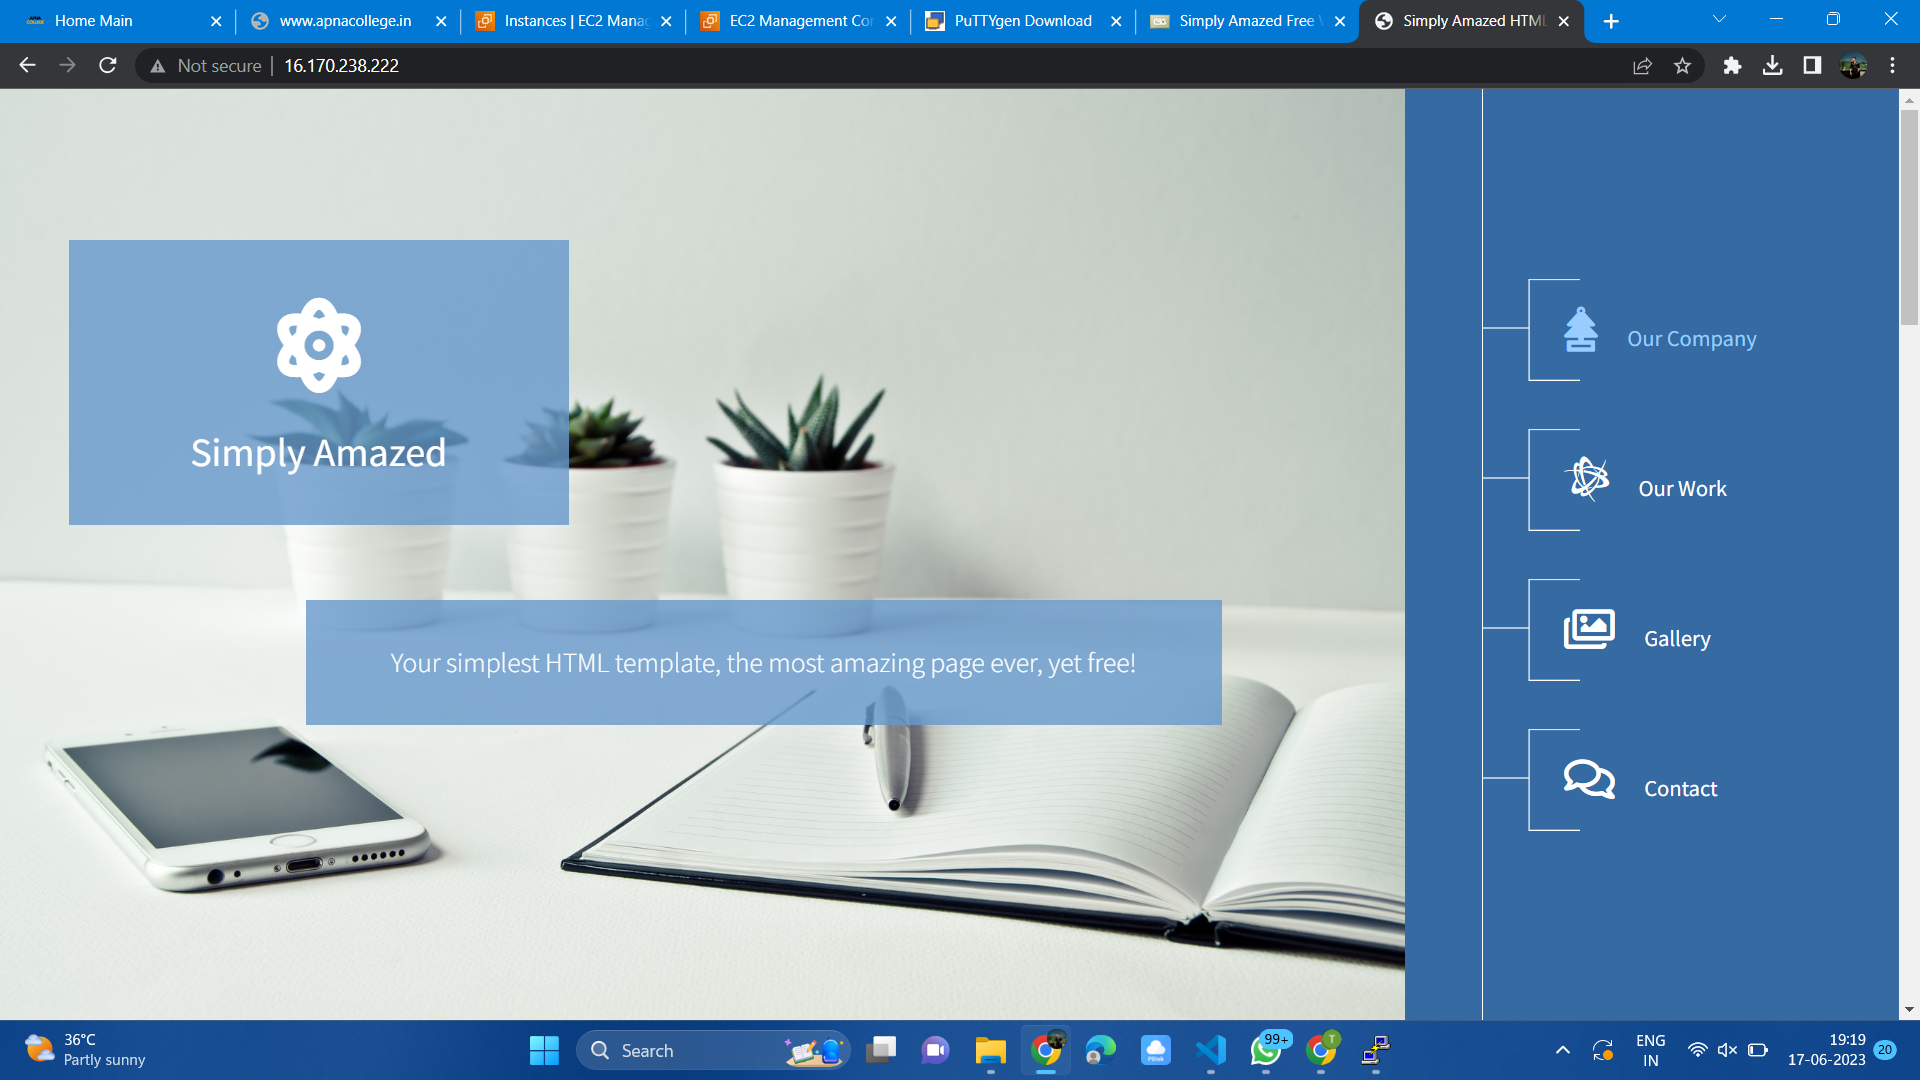 Home Main
www.apnacollege.in
Instances | EC2 Manag
EC2 Management Con
PuTTYgen Download
Simply Amazed Free
Simply Amazed HTML
Not secure
16.170.238.222
Simply Amazed
Your simplest HTML template, the most amazing page ever, yet free!
Our Company
Our Work
Gallery
Contact
36°C
Partly sunny
Search
99+
T
ENG
IN
19:19
17-06-2023
20